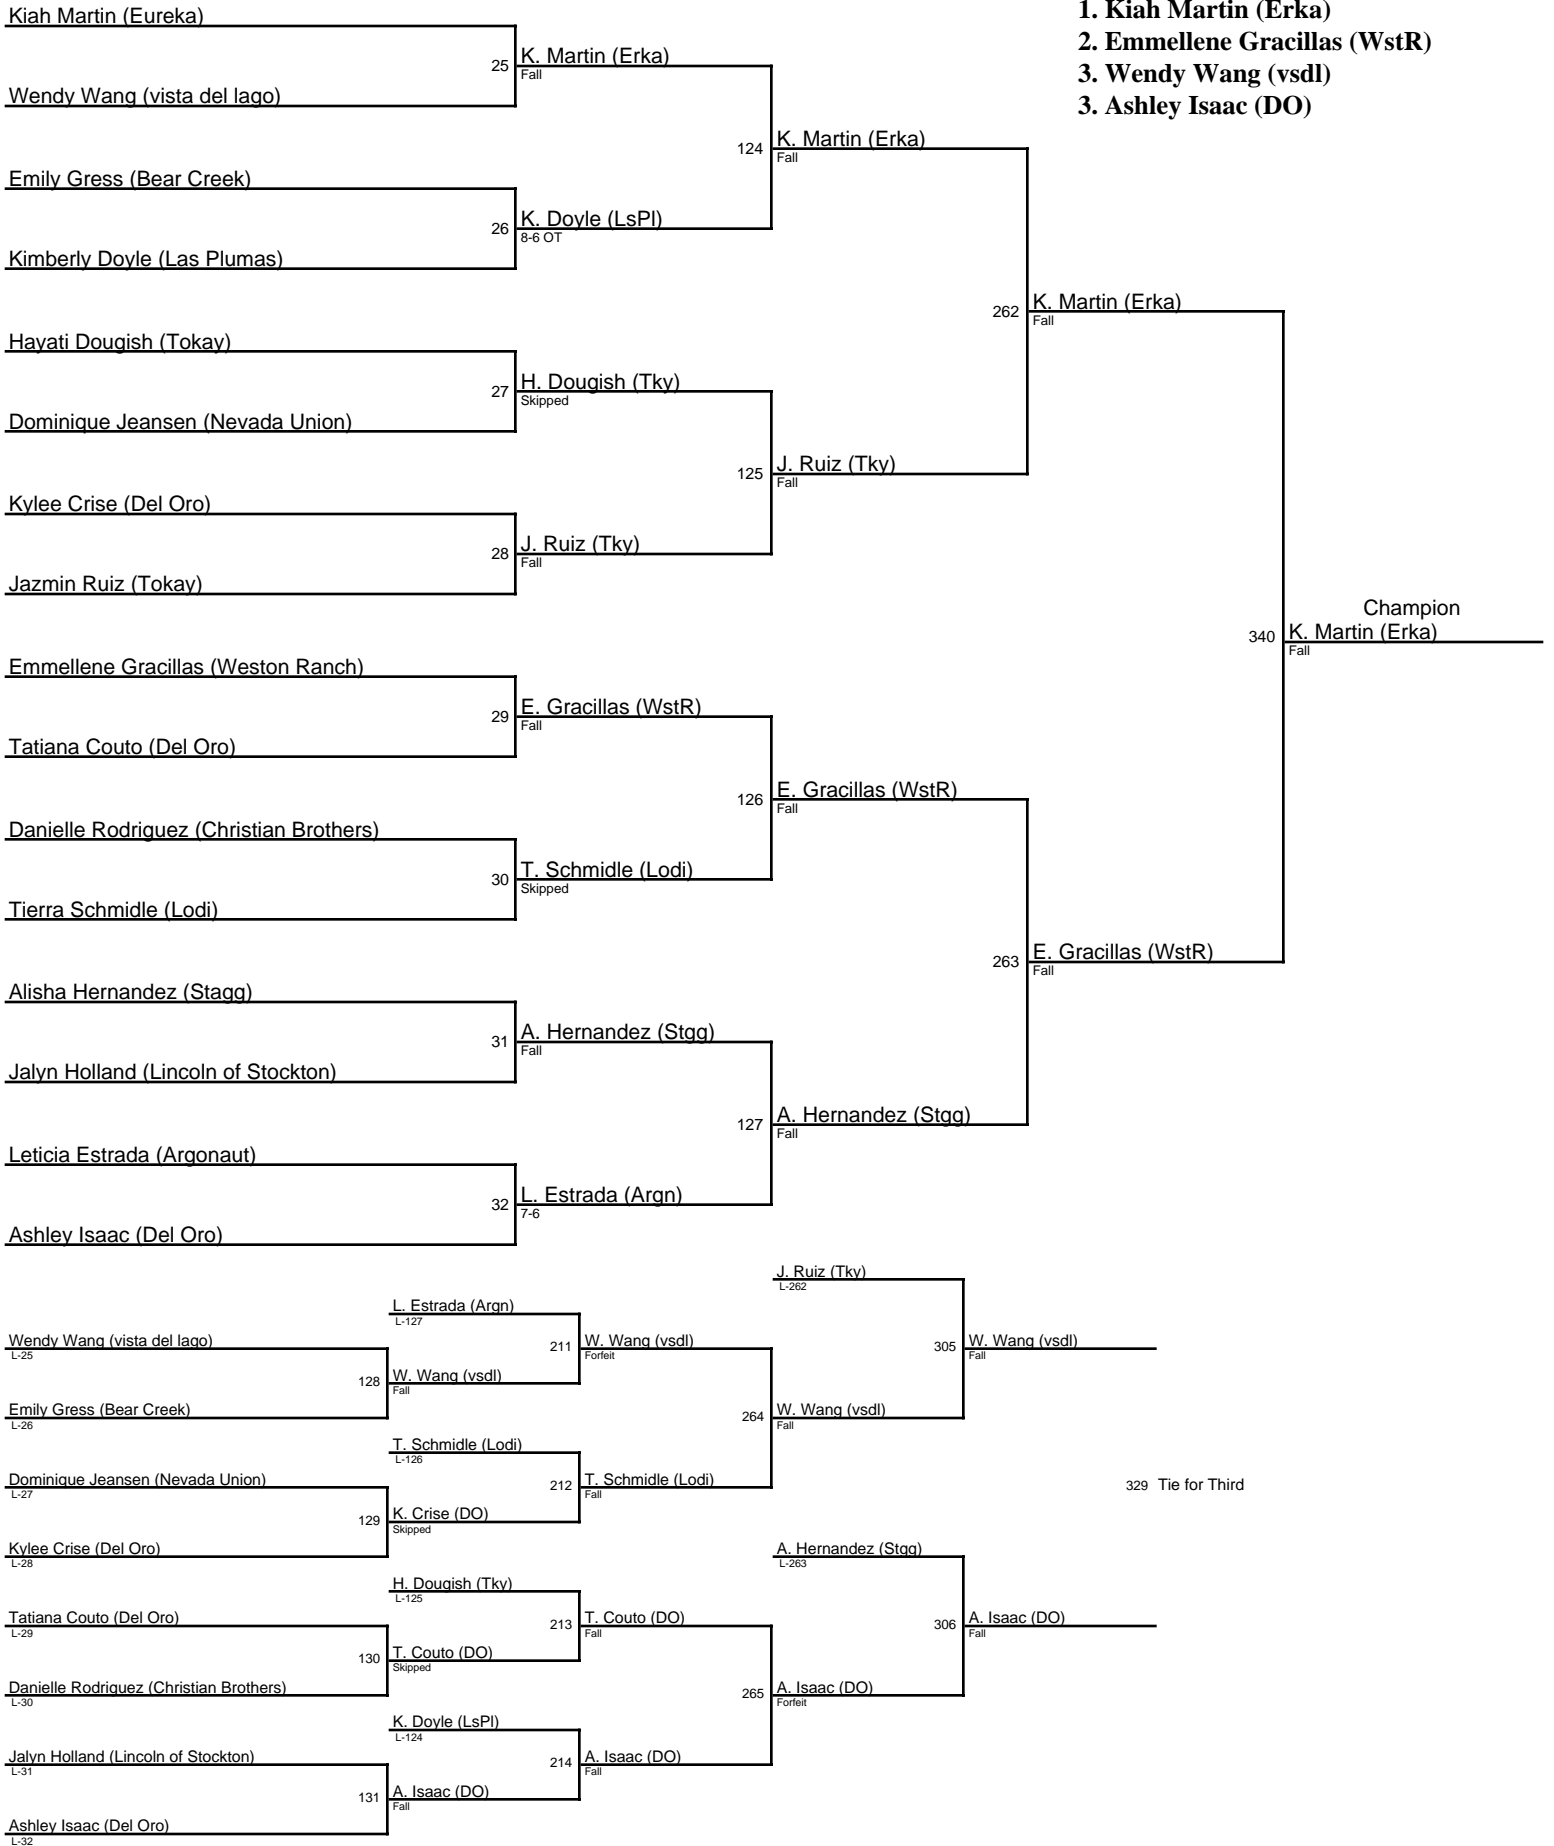 1. Kiah Martin (Erka)
2. Emmellene Gracillas (WstR)
3. Wendy Wang (vsdl)
3. Ashley Isaac (DO)
Kiah Martin (Eureka)
25 K. Martin (Erka)
Fall
Wendy Wang (vista del lago)
124 K. Martin (Erka)
Fall
Emily Gress (Bear Creek)
26 K. Doyle (LsPl)
8-6 OT
Kimberly Doyle (Las Plumas)
262 K. Martin (Erka)
Fall
Hayati Dougish (Tokay)
27 H. Dougish (Tky)
Skipped
Dominique Jeansen (Nevada Union)
125 J. Ruiz (Tky)
Fall
Kylee Crise (Del Oro)
28 J. Ruiz (Tky)
Fall
Jazmin Ruiz (Tokay)
Champion
340 K. Martin (Erka)
Fall
Emmellene Gracillas (Weston Ranch)
29 E. Gracillas (WstR)
Fall
Tatiana Couto (Del Oro)
126 E. Gracillas (WstR)
Fall
Danielle Rodriguez (Christian Brothers)
30 T. Schmidle (Lodi)
Skipped
Tierra Schmidle (Lodi)
263 E. Gracillas (WstR)
Fall
Alisha Hernandez (Stagg)
31 A. Hernandez (Stgg)
Fall
Jalyn Holland (Lincoln of Stockton)
127 A. Hernandez (Stgg)
Fall
Leticia Estrada (Argonaut)
32 L. Estrada (Argn)
7-6
Ashley Isaac (Del Oro)
J. Ruiz (Tky)
L-262
L. Estrada (Argn)
L-127
Wendy Wang (vista del lago)
L-25
211 W. Wang (vsdl)
Forfeit
305 W. Wang (vsdl)
Fall
128 W. Wang (vsdl)
Fall
Emily Gress (Bear Creek)
L-26
264 W. Wang (vsdl)
Fall
T. Schmidle (Lodi)
L-126
Dominique Jeansen (Nevada Union)
L-27
212 T. Schmidle (Lodi)
Fall
329 Tie for Third
129 K. Crise (DO)
Skipped
Kylee Crise (Del Oro)
L-28
A. Hernandez (Stgg)
L-263
H. Dougish (Tky)
L-125
Tatiana Couto (Del Oro)
L-29
213 T. Couto (DO)
Fall
306 A. Isaac (DO)
Fall
130 T. Couto (DO)
Skipped
Danielle Rodriguez (Christian Brothers)
L-30
265 A. Isaac (DO)
Forfeit
K. Doyle (LsPl)
L-124
Jalyn Holland (Lincoln of Stockton)
L-31
214 A. Isaac (DO)
Fall
131 A. Isaac (DO)
Fall
Ashley Isaac (Del Oro)
L-32